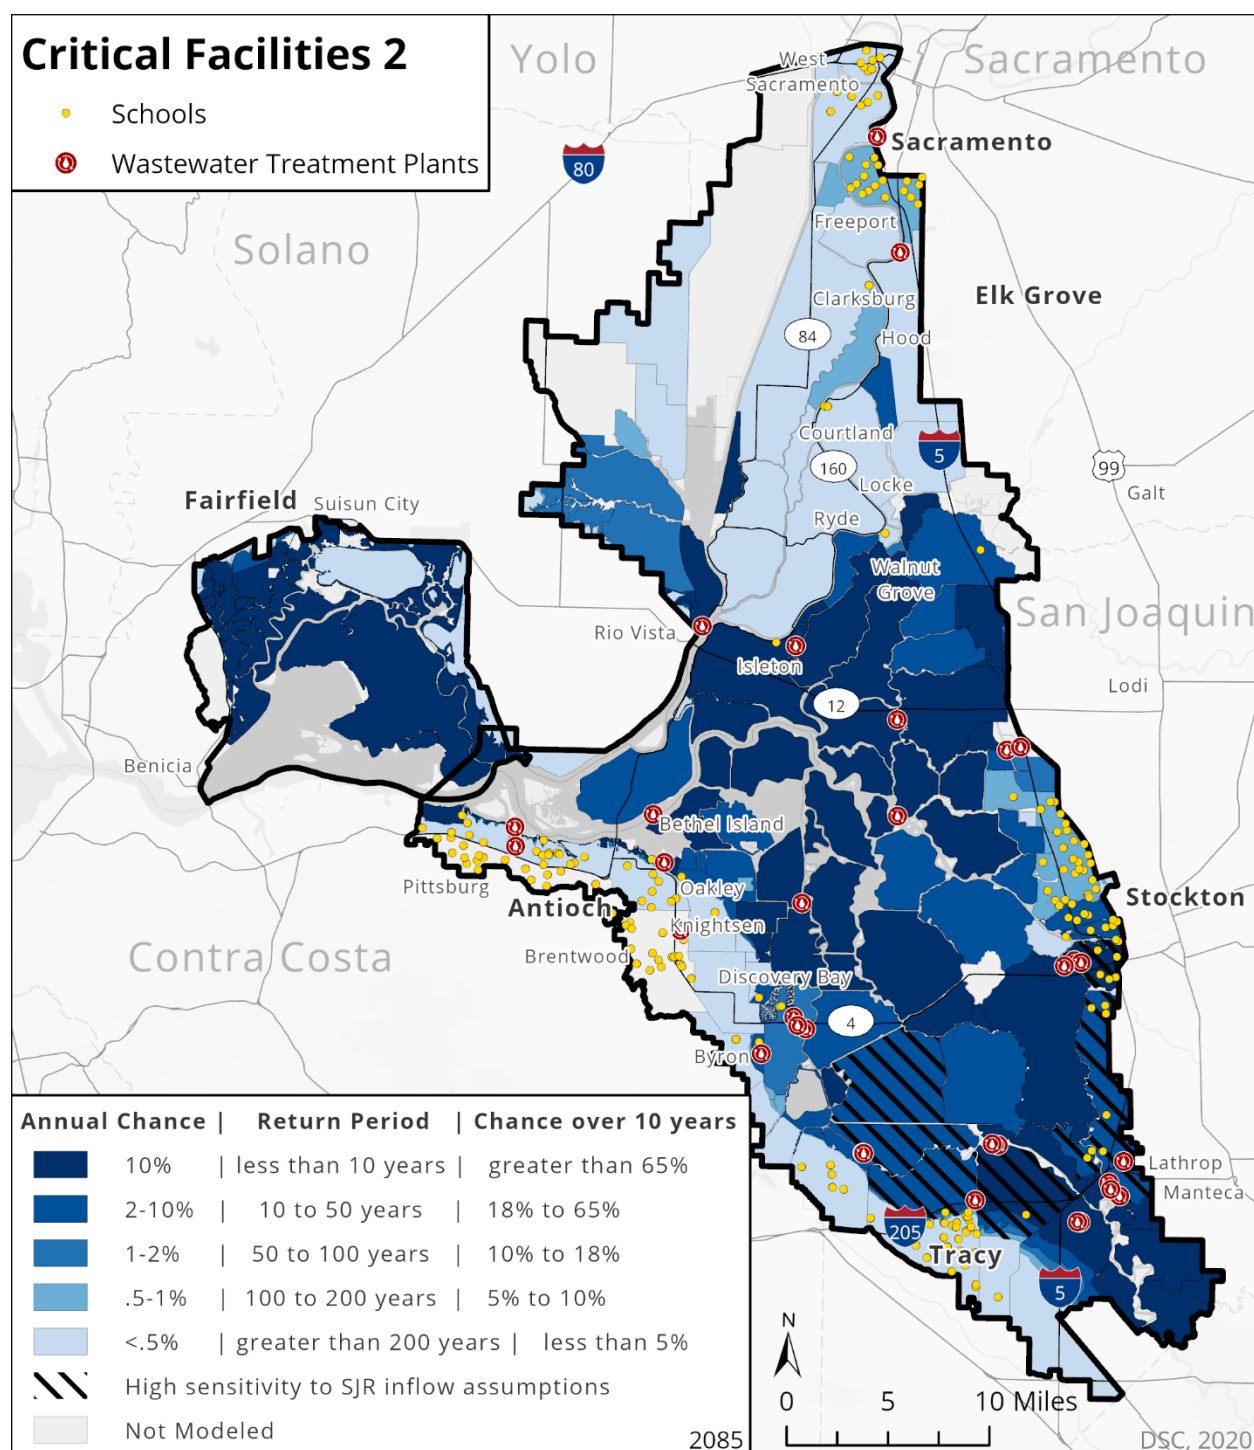 Critical Facilities 2
Schools
Wastewater Treatment Plants
Yolo
Sacramento
West
Sacramento
80
Sacramento
Solano
Freeport
Elk Grove
Clarksburg
84
Hood
Courtland
5
160
99
Locke
Galt
Fairfield
Suisun City
Ryde
Walnut
Grove
San Joaquin
Rio Vista
Isleton
Lodi
12
Benicia
Bethel Island
Pittsburg
Oakley
Antioch
Stockton
Knightsen
Brentwood
Contra Costa
Discovery Bay
4
Byron
Lathrop
Manteca
205
Tracy
5
Annual Chance | Return Period | Chance over 10 years
10% | less than 10 years | greater than 65%
2-10% | 10 to 50 years | 18% to 65%
1-2% | 50 to 100 years | 10% to 18%
.5-1% | 100 to 200 years | 5% to 10%
<.5% | greater than 200 years | less than 5%
High sensitivity to SJR inflow assumptions
Not Modeled
N
0 5 10 Miles
2085
DSC, 2020